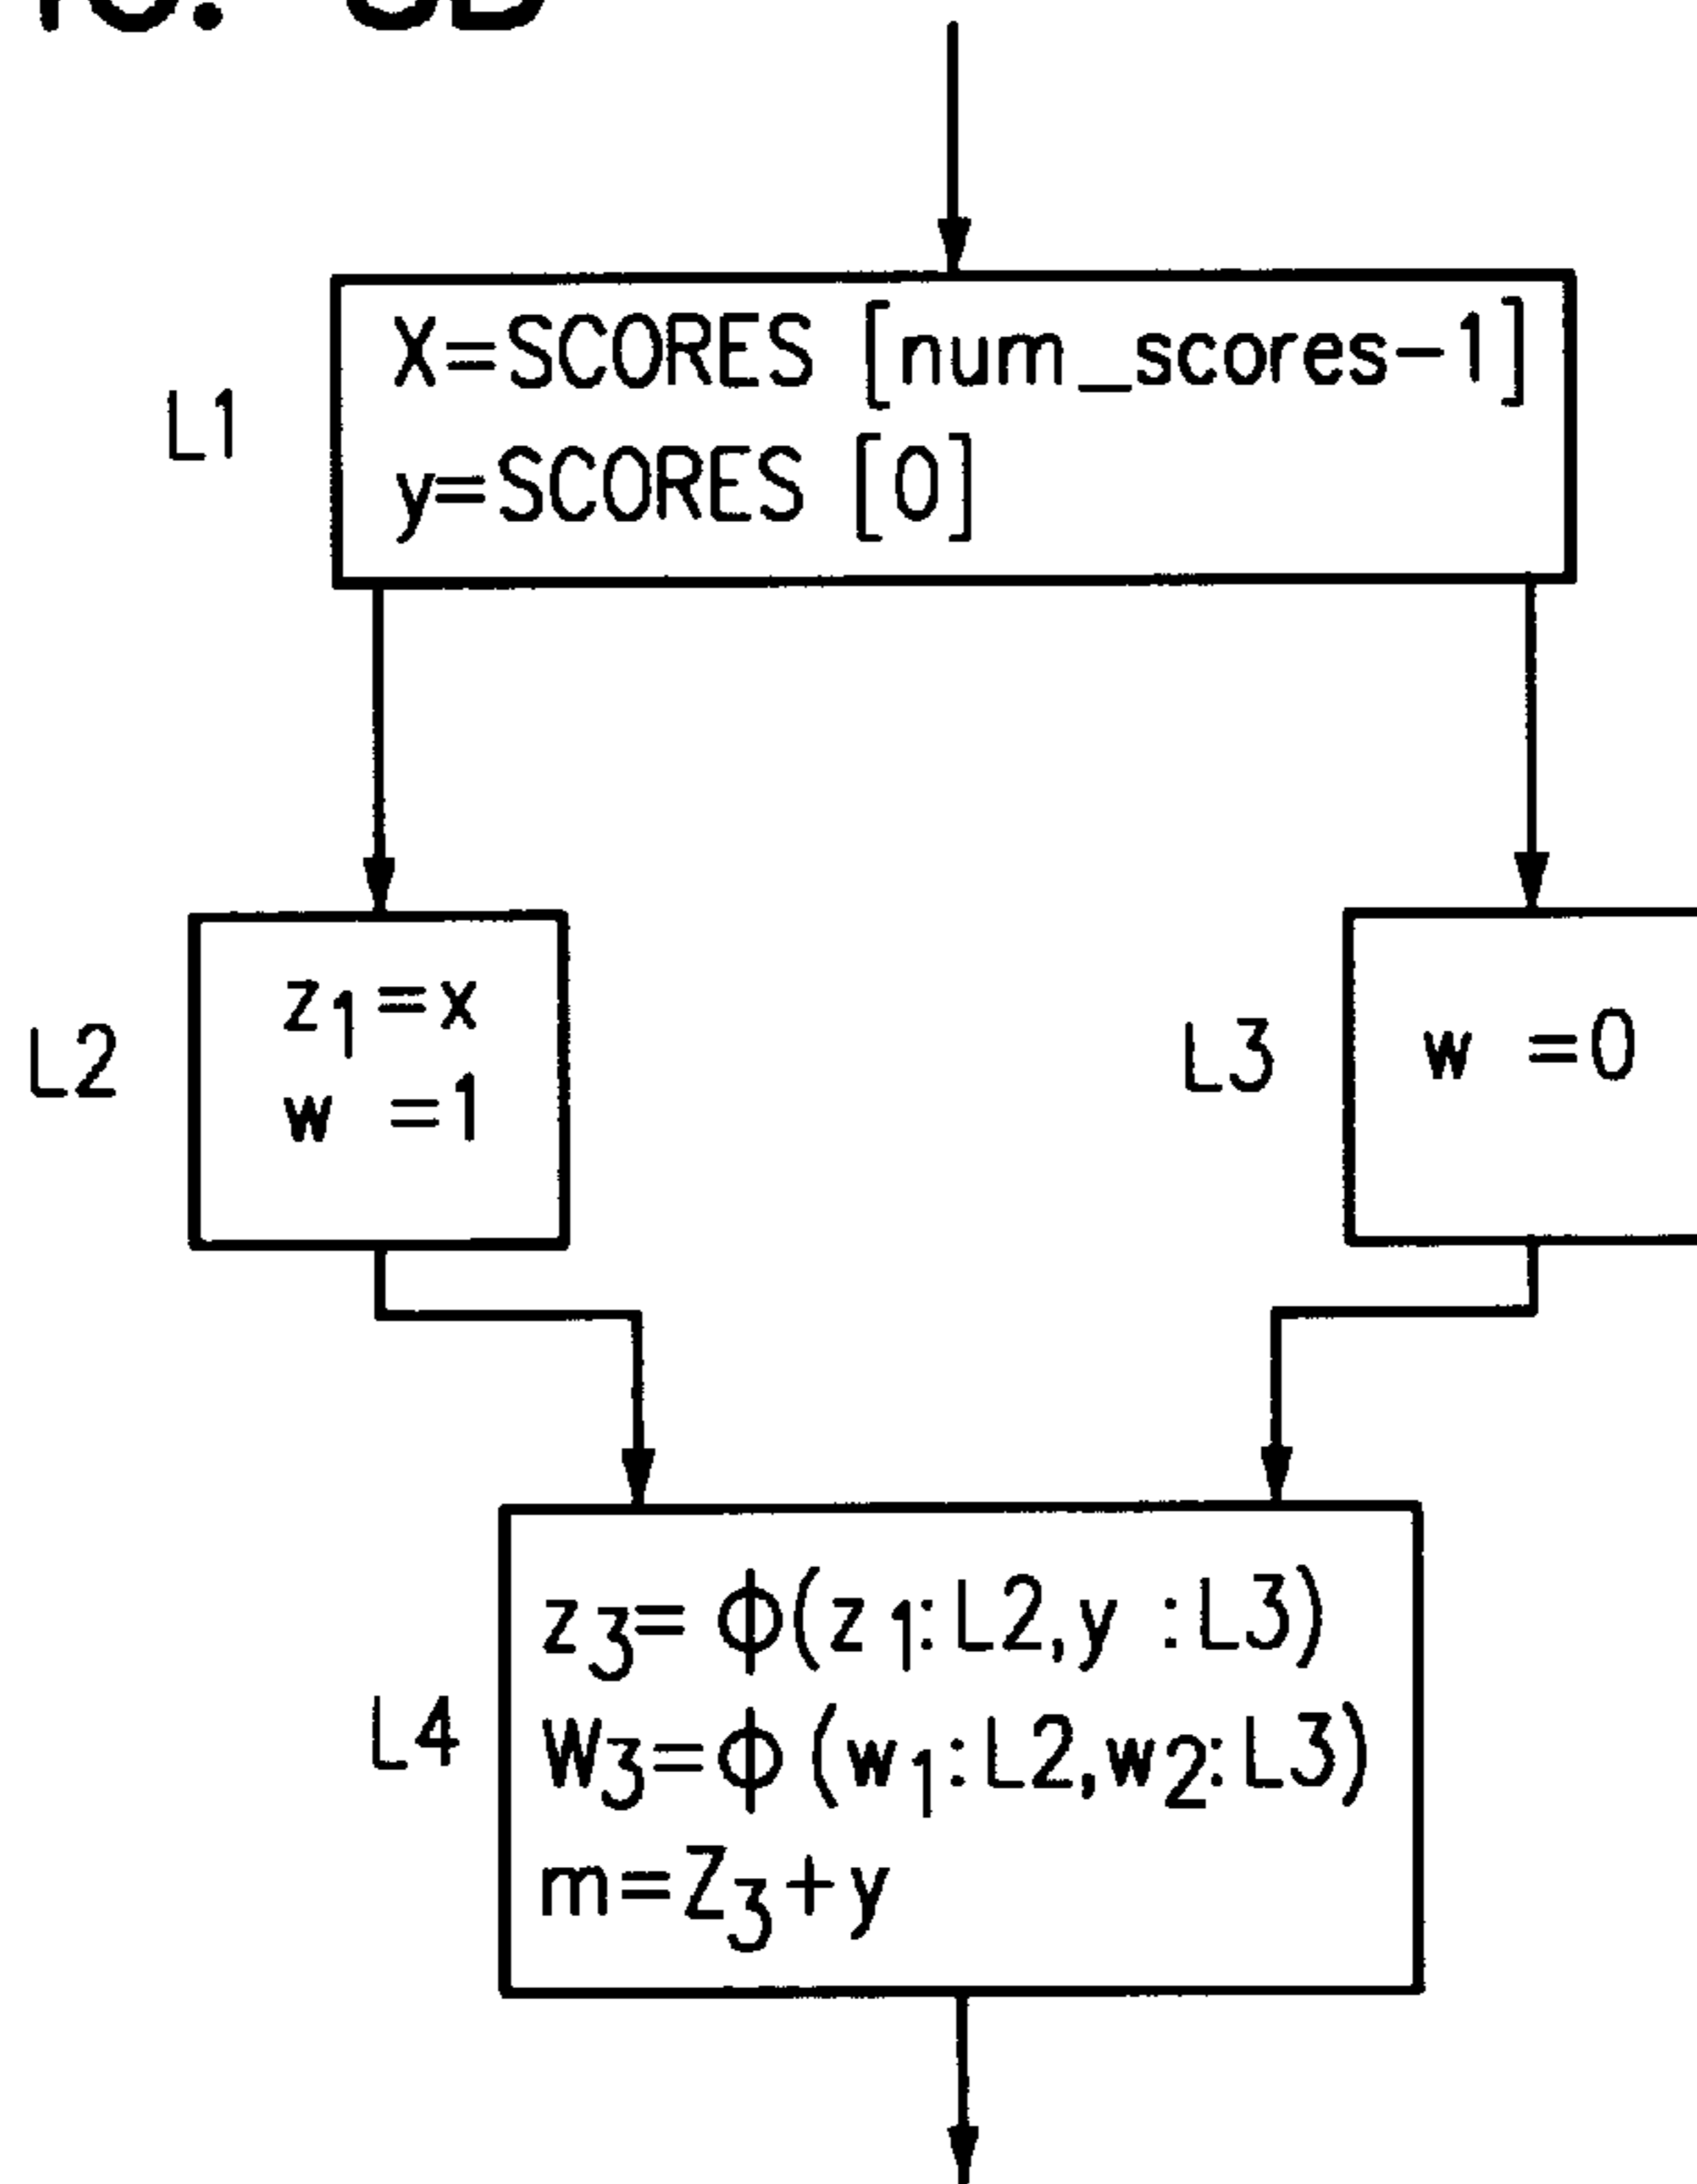 L1
X=SCORES [num_scores-1]
y=SCORES [0]
L2
z1=x
w =1
L3
w =0
L4
z3= ϕ(z1:L2,y :L3)
W3=ϕ (w1:L2,w2:L3)
m=Z3+y